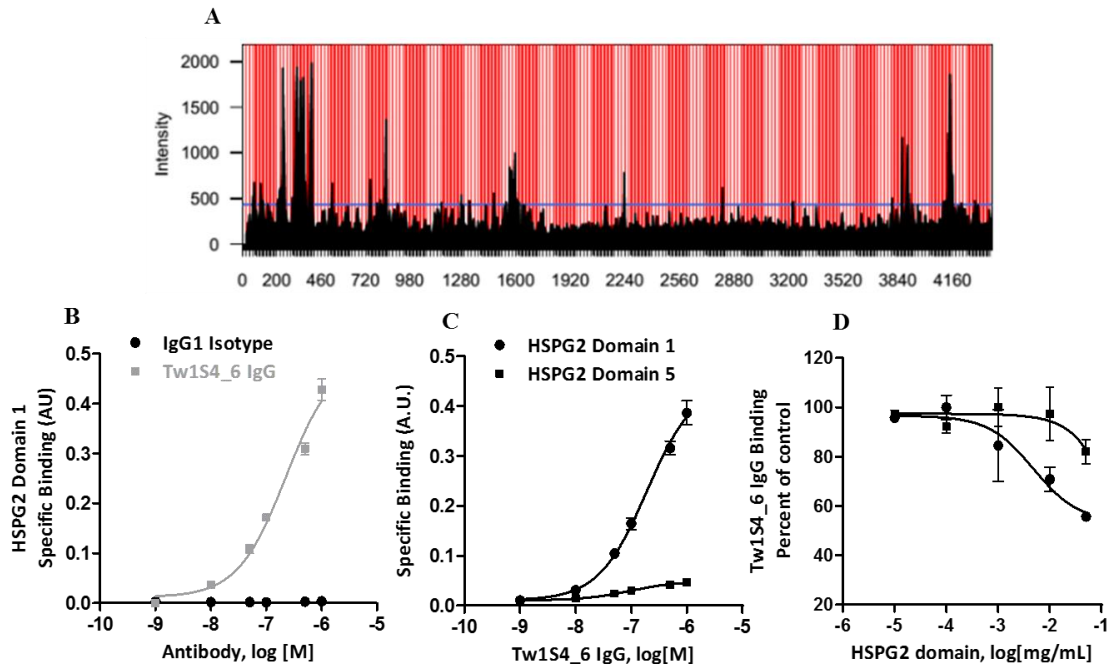 A
Intensity
2000
1500
1000
500
0
0 200 460 720 980 1280 1600 1920 2240 2560 2880 3200 3520 3840 4160
B
IgG1 Isotype
Tw1S4_6 IgG
HSPG2 Domain 1
Specific Binding (AU)
0.5
0.4
0.3
0.2
0.1
0.0
-10 -9 -8 -7 -6 -5
Antibody, log [M]
C
HSPG2 Domain 1
HSPG2 Domain 5
Specific Binding (A.U.)
0.5
0.4
0.3
0.2
0.1
0.0
-10 -9 -8 -7 -6 -5
Tw1S4_6 IgG, log[M]
D
Tw1S4_6 IgG Binding
Percent of control
120
100
80
60
40
20
-6 -5 -4 -3 -2 -1
HSPG2 domain, log[mg/mL]